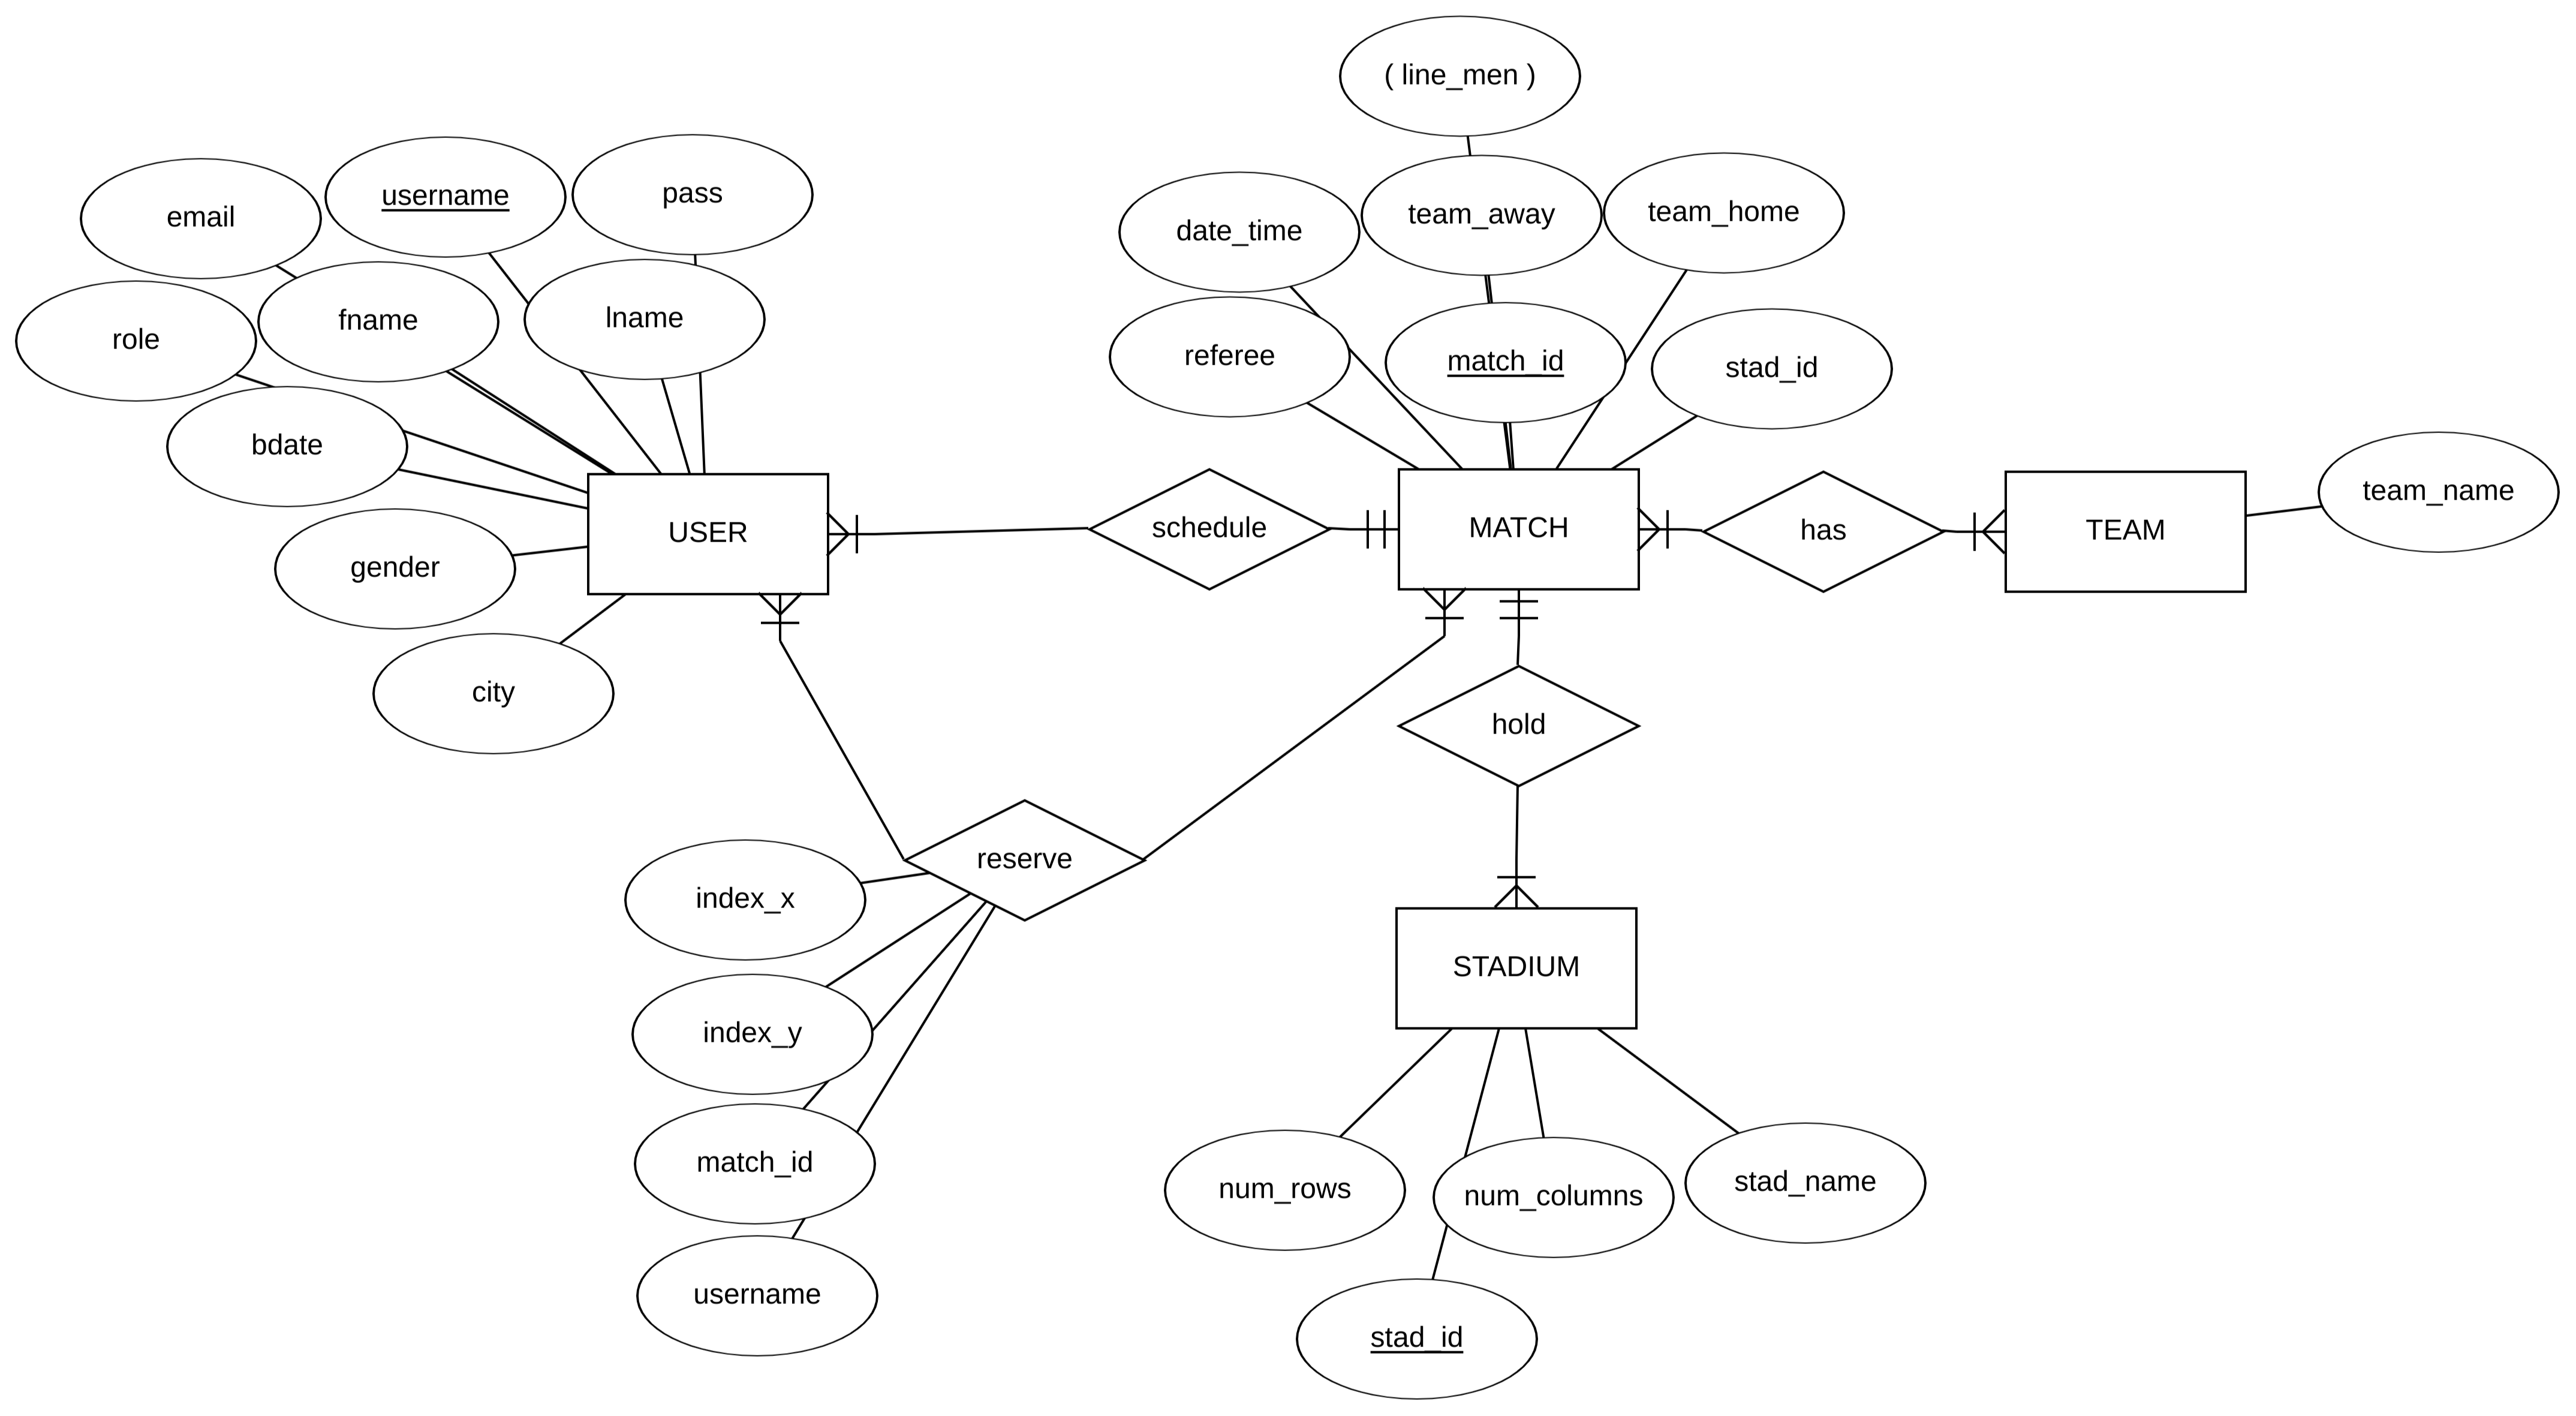 ( line_men )
email
username
pass
date_time
team_away
team_home
role
fname
lname
referee
match_id
stad_id
bdate
team_name
gender
USER
schedule
MATCH
has
TEAM
city
hold
reserve
index_x
STADIUM
index_y
match_id
num_rows
num_columns
stad_name
username
stad_id